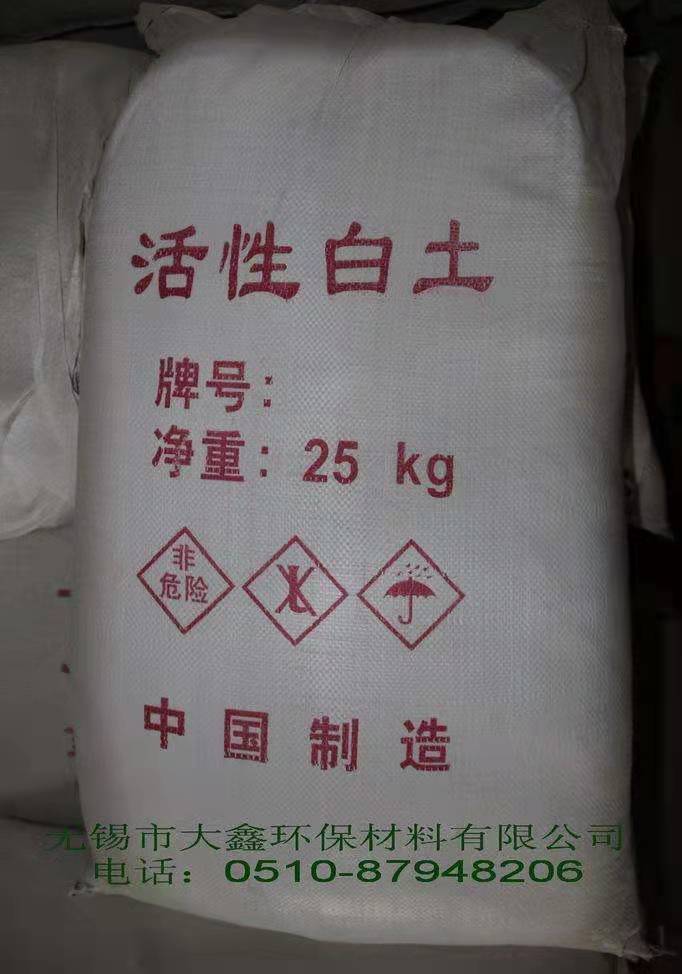 活性白土
牌号：
净重：25 kg
非
危险
中国制造
无锡市大鑫环保材料有限公司
电话：0510-87948206